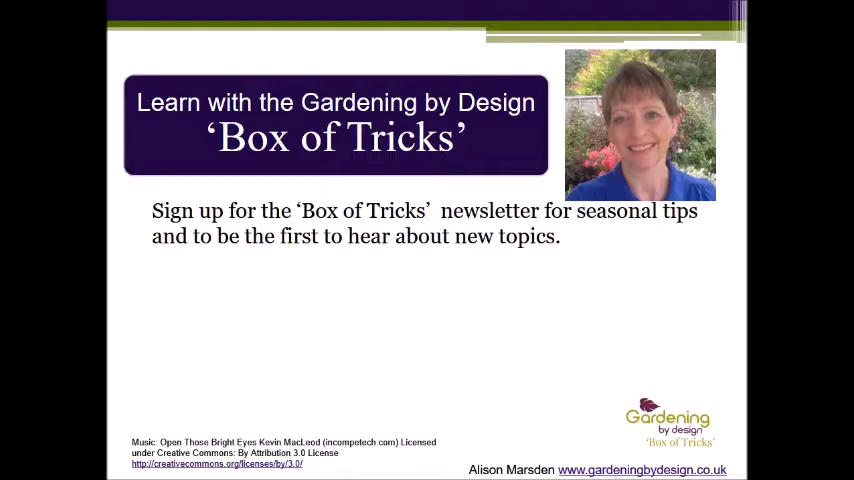 Learn with the Gardening by Design
‘Box of Tricks’
Sign up for the ‘Box of Tricks’ newsletter for seasonal tips
and to be the first to hear about new topics.
Gardening
by design
‘Box of Tricks’
Music: Open Those Bright Eyes Kevin MacLeod (incompetech.com) Licensed
under Creative Commons: By Attribution 3.0 License
http://creativecommons.org/licenses/by/3.0/
Alison Marsden www.gardeningbydesign.co.uk